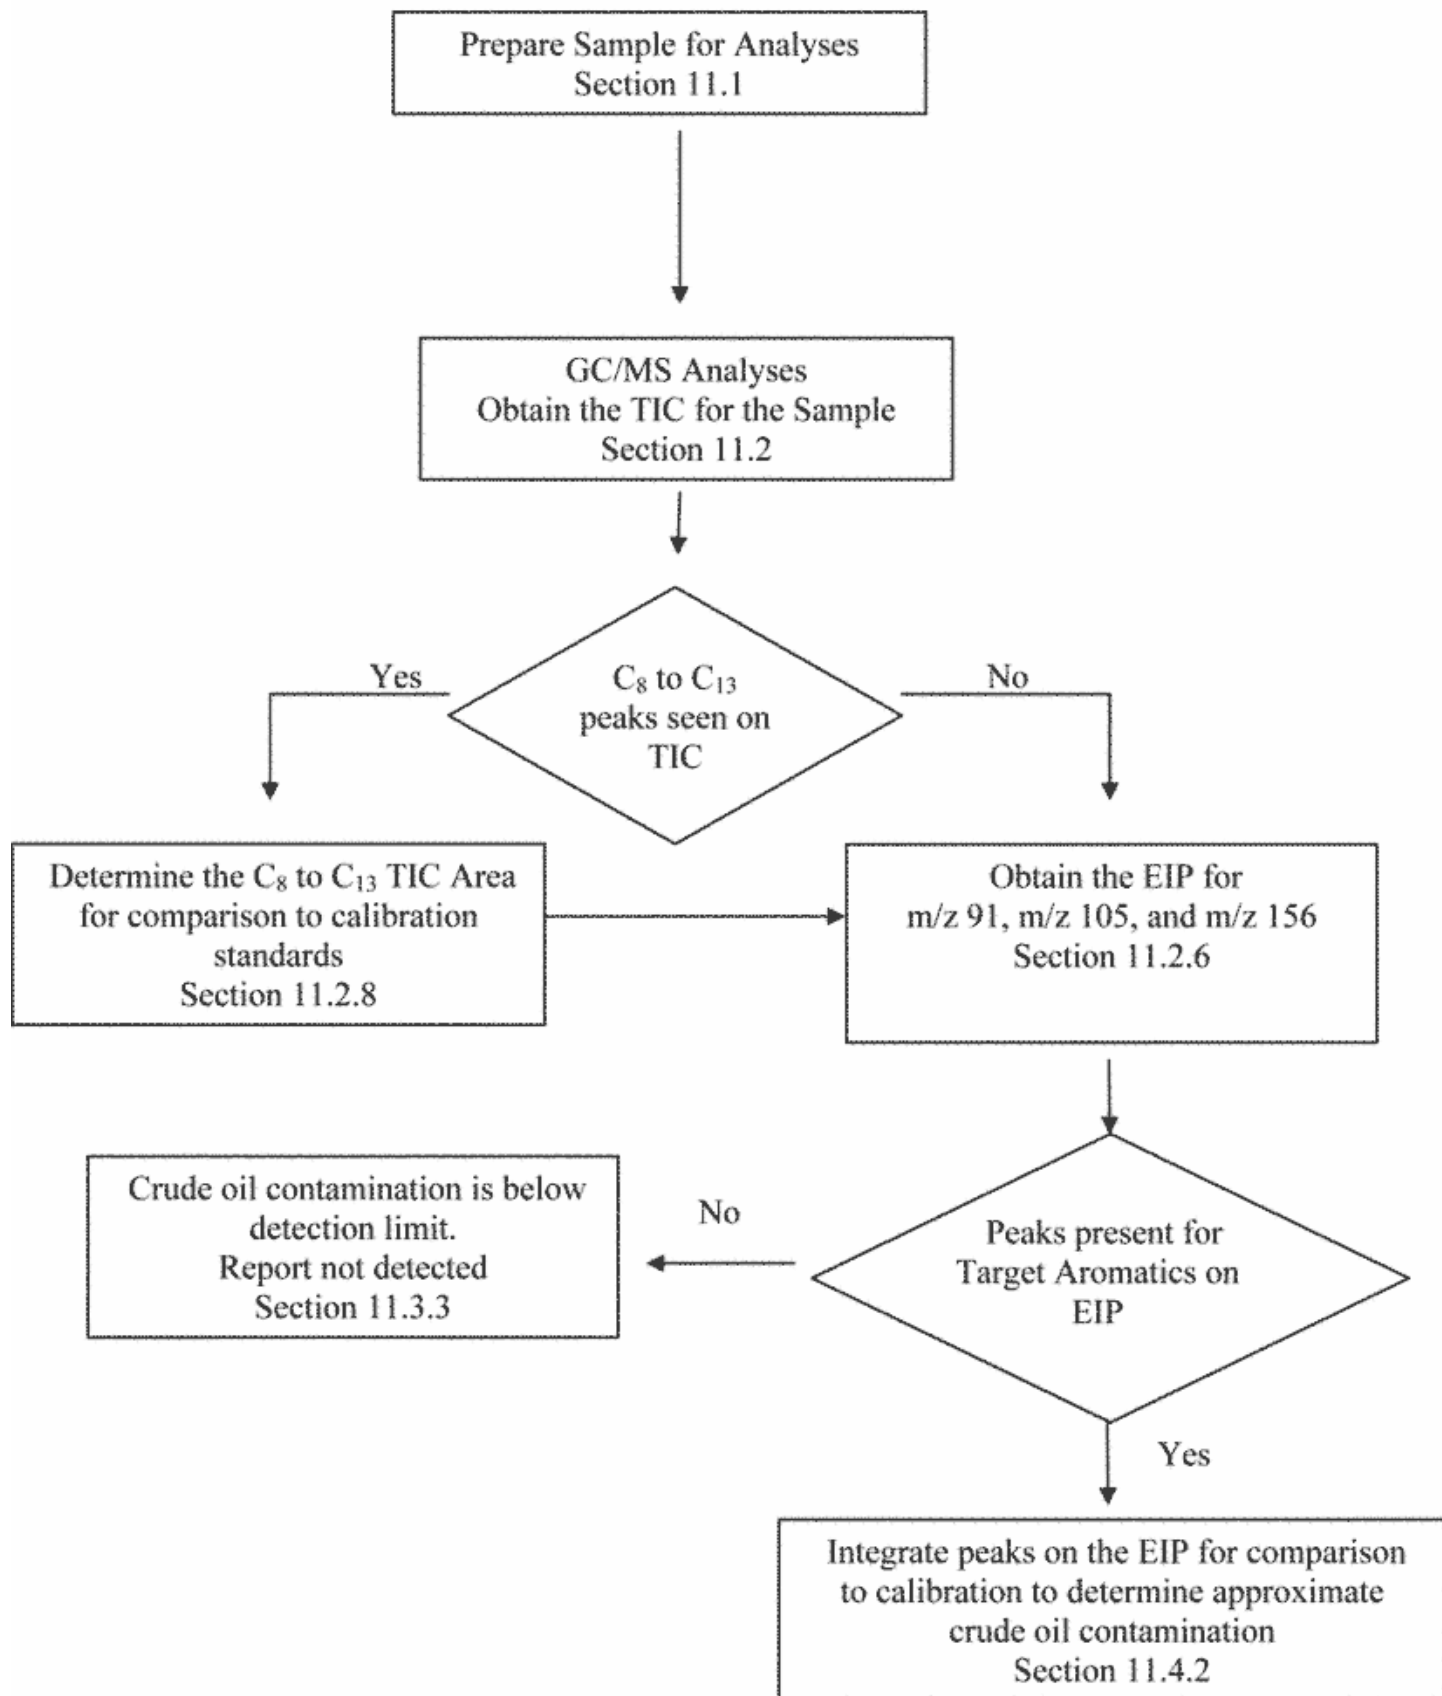 Prepare Sample for Analyses
Section 11.1
GC/MS Analyses
Obtain the TIC for the Sample
Section 11.2
Yes
C₈ to C₁₃
peaks seen on
TIC
No
Determine the C₈ to C₁₃ TIC Area
for comparison to calibration
standards
Section 11.2.8
Obtain the EIP for
m/z 91, m/z 105, and m/z 156
Section 11.2.6
Crude oil contamination is below
detection limit.
Report not detected
Section 11.3.3
No
Peaks present for
Target Aromatics on
EIP
Yes
Integrate peaks on the EIP for comparison
to calibration to determine approximate
crude oil contamination
Section 11.4.2